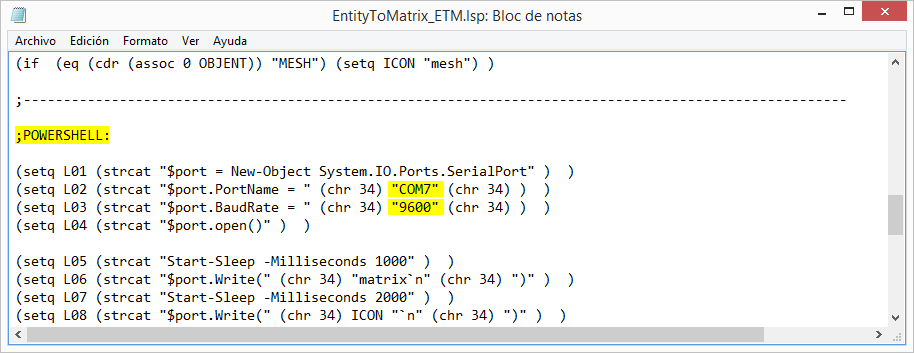 EntityToMatrix_ETM.lsp: Bloc de notas
Archivo Edición Formato Ver Ayuda
(if  (eq (cdr (assoc 0 OBJENT)) "MESH") (setq ICON "mesh") )
;--------------------------------------------------------------------------------------------------------
;POWERSHELL:
(setq L01 (strcat "$port = New-Object System.IO.Ports.SerialPort" )  )
(setq L02 (strcat "$port.PortName = " (chr 34) "COM7" (chr 34) )  )
(setq L03 (strcat "$port.BaudRate = " (chr 34) "9600" (chr 34) )  )
(setq L04 (strcat "$port.open()" )  )
(setq L05 (strcat "Start-Sleep -Milliseconds 1000" )  )
(setq L06 (strcat "$port.Write(" (chr 34) "matrix`n" (chr 34) ")" )  )
(setq L07 (strcat "Start-Sleep -Milliseconds 2000" )  )
(setq L08 (strcat "$port.Write(" (chr 34) ICON "`n" (chr 34) ")" )  )